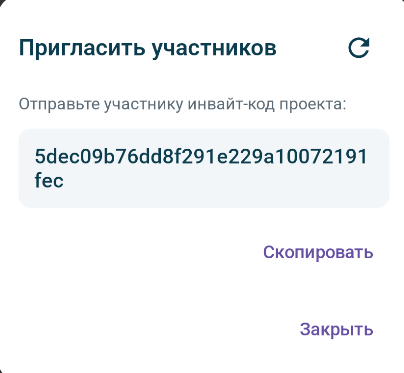 Пригласить участников
Отправьте участнику инвайт-код проекта:
5dec09b76dd8f291e229a10072191
fec
Скопировать
Закрыть